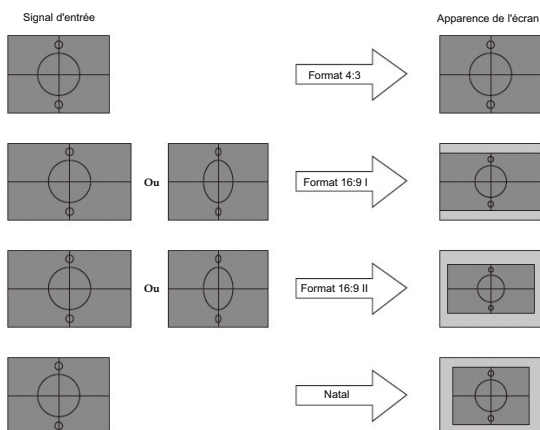 Signal d'entrée
Apparence de l'écran
Format 4:3
Ou
Format 16:9 I
Ou
Format 16:9 II
Natal